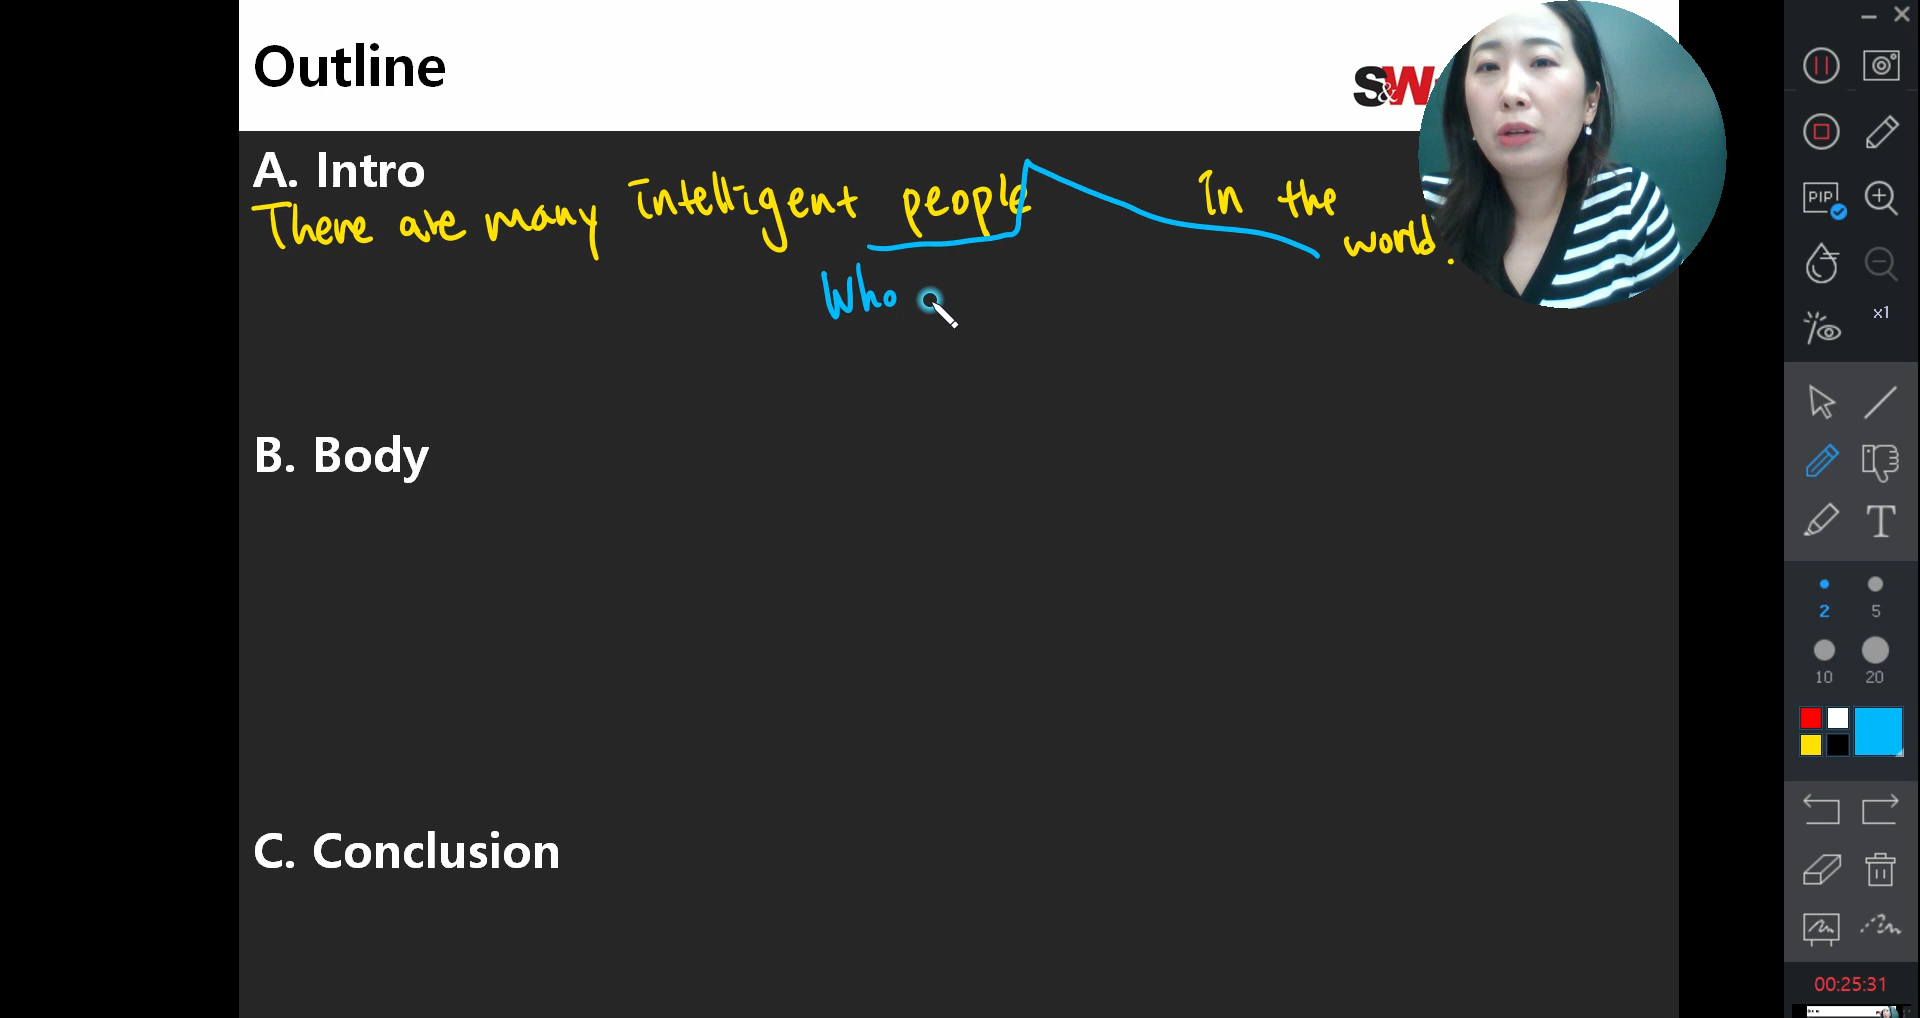 Outline
S&W
A. Intro
There are many intelligent people In the
world.
Who
B. Body
C. Conclusion
PIP
x1
T
2 5
10 20
00:25:31